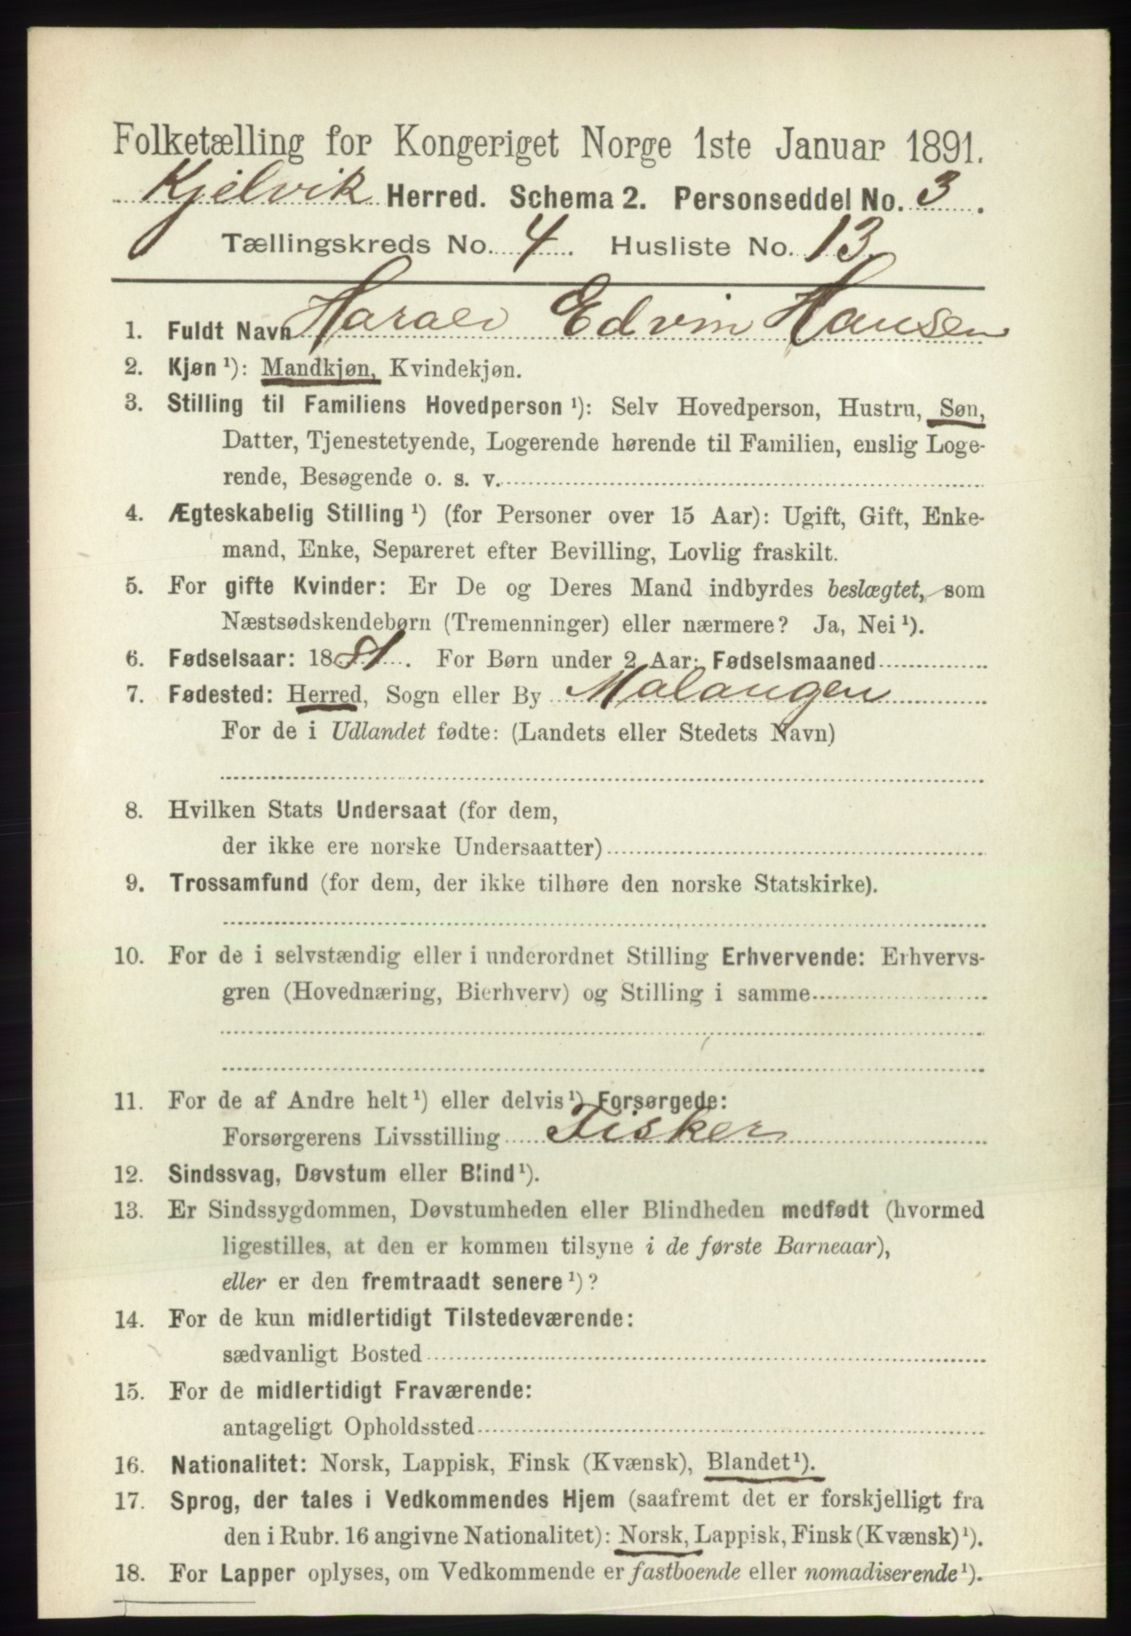 Folketælling for Kongeriget Norge 1ste Januar 1891.
Kjelvik Herred. Schema 2. Personseddel No. 3.
Tællingskreds No. 4. Husliste No. 13.
1. Fuldt Navn Harald Edvin Hansen
2. Kjøn ¹): Mandkjøn, Kvindekjøn.
3. Stilling til Familiens Hovedperson ¹): Selv Hovedperson, Hustru, Søn,
Datter, Tjenestetyende, Logerende hørende til Familien, enslig Loge-
rende, Besøgende o. s. v.
4. Ægteskabelig Stilling ¹) (for Personer over 15 Aar): Ugift, Gift, Enke-
mand, Enke, Separeret efter Bevilling, Lovlig fraskilt.
5. For gifte Kvinder: Er De og Deres Mand indbyrdes beslægtet, som
Næstsødskendebørn (Tremenninger) eller nærmere? Ja, Nei ¹).
6. Fødselsaar: 1881. For Børn under 2 Aar: Fødselsmaaned
7. Fødested: Herred, Sogn eller By Malangen
For de i Udlandet fødte: (Landets eller Stedets Navn)
8. Hvilken Stats Undersaat (for dem,
der ikke ere norske Undersaatter)
9. Trossamfund (for dem, der ikke tilhøre den norske Statskirke).
10. For de i selvstændig eller i underordnet Stilling Erhvervende: Erhvervs-
gren (Hovednæring, Bierhverv) og Stilling i samme
11. For de af Andre helt ¹) eller delvis ¹) Forsørgede:
Forsørgerens Livsstilling Fisker
12. Sindssvag, Døvstum eller Blind ¹).
13. Er Sindssygdommen, Døvstumheden eller Blindheden medfødt (hvormed
ligestilles, at den er kommen tilsyne i de første Barneaar),
eller er den fremtraadt senere ¹)?
14. For de kun midlertidigt Tilstedeværende:
sædvanligt Bosted
15. For de midlertidigt Fraværende:
antageligt Opholdssted
16. Nationalitet: Norsk, Lappisk, Finsk (Kvænsk), Blandet ¹).
17. Sprog, der tales i Vedkommendes Hjem (saafremt det er forskjelligt fra
den i Rubr. 16 angivne Nationalitet): Norsk, Lappisk, Finsk (Kvænsk) ¹).
18. For Lapper oplyses, om Vedkommende er fastboende eller nomadiserende ¹).